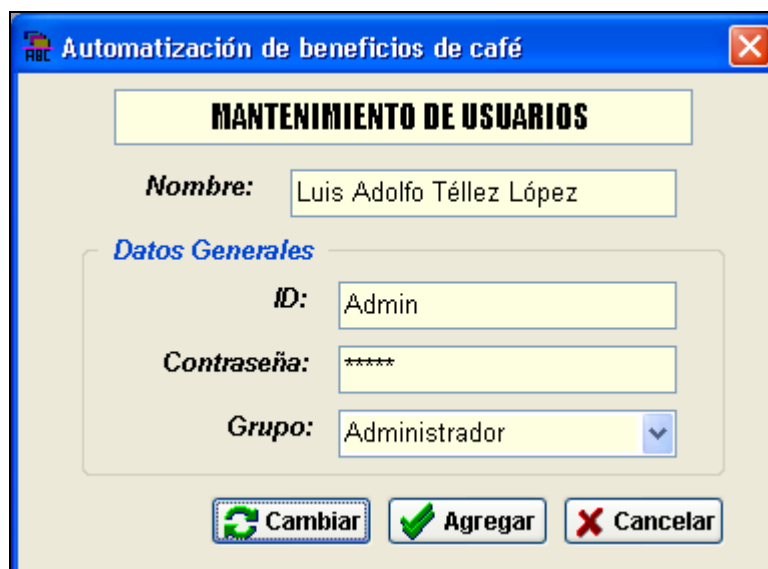 ABC Automatización de beneficios de café
MANTENIMIENTO DE USUARIOS
Nombre: Luis Adolfo Téllez López
Datos Generales
ID: Admin
Contraseña: *****
Grupo: Administrador
Cambiar Agregar Cancelar